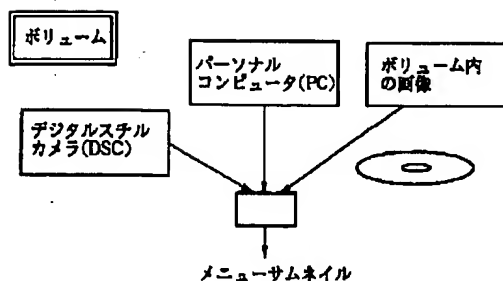 ボリューム
パーソナル
コンピュータ(PC)
ボリューム内
の画像
デジタルスチル
カメラ(DSC)
メニューサムネイル